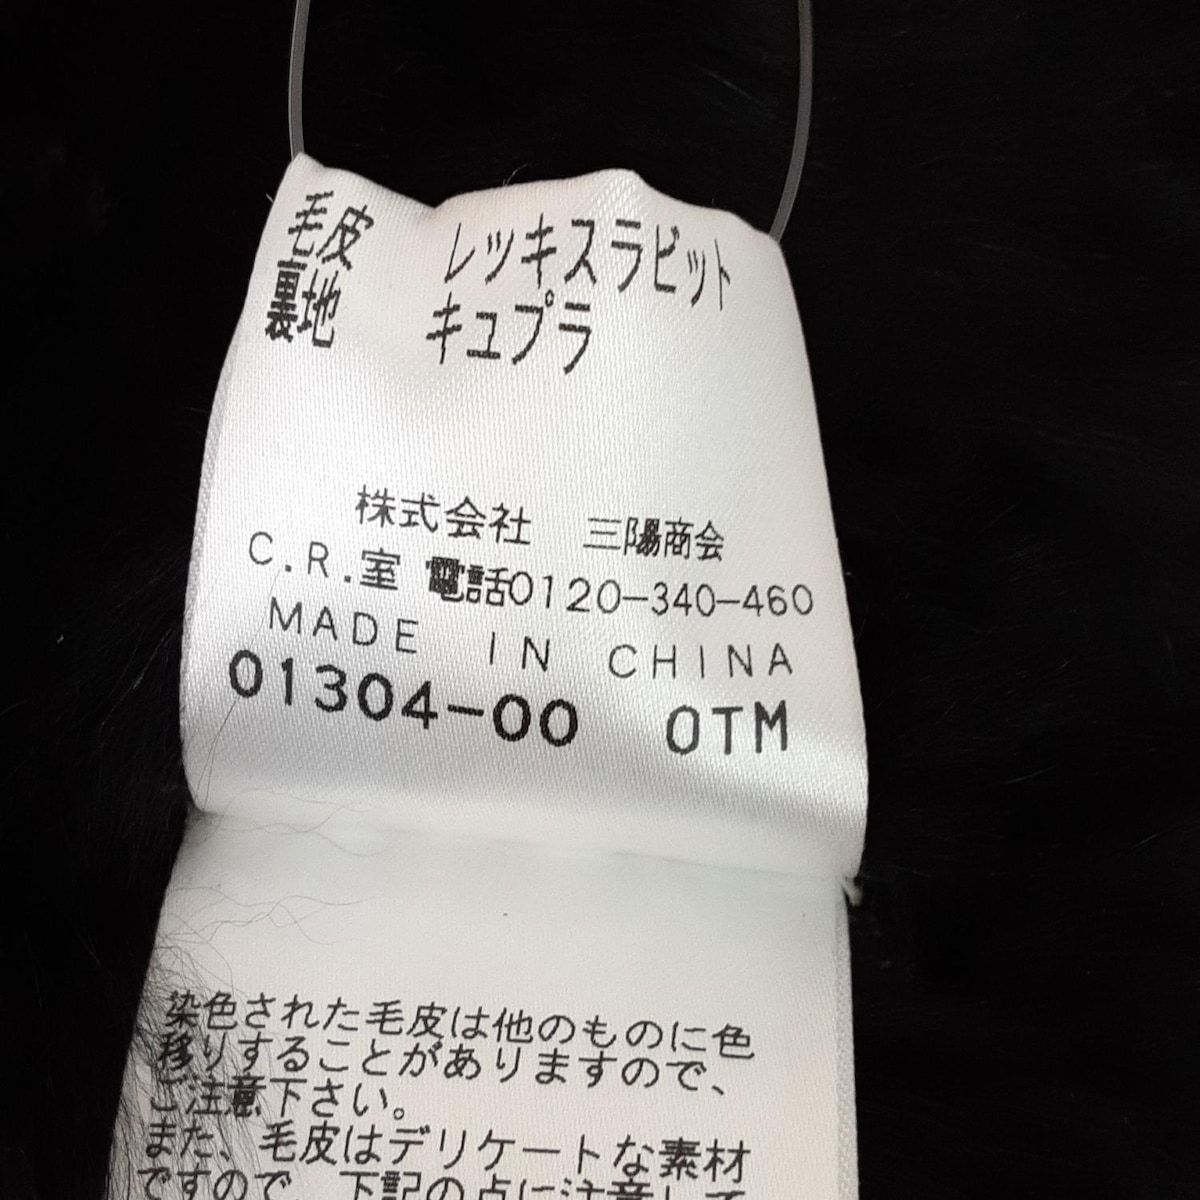 毛皮　レッキスラビット
裏地　キュプラ
株式会社　三陽商会
C.R.室 電話0120-340-460
MADE IN CHINA
01304-00 OTM
染色された毛皮は他のものに色
移りすることがありますので、
ご注意下さい。
また、毛皮はデリケートな素材
ですので、下記の点に注意して